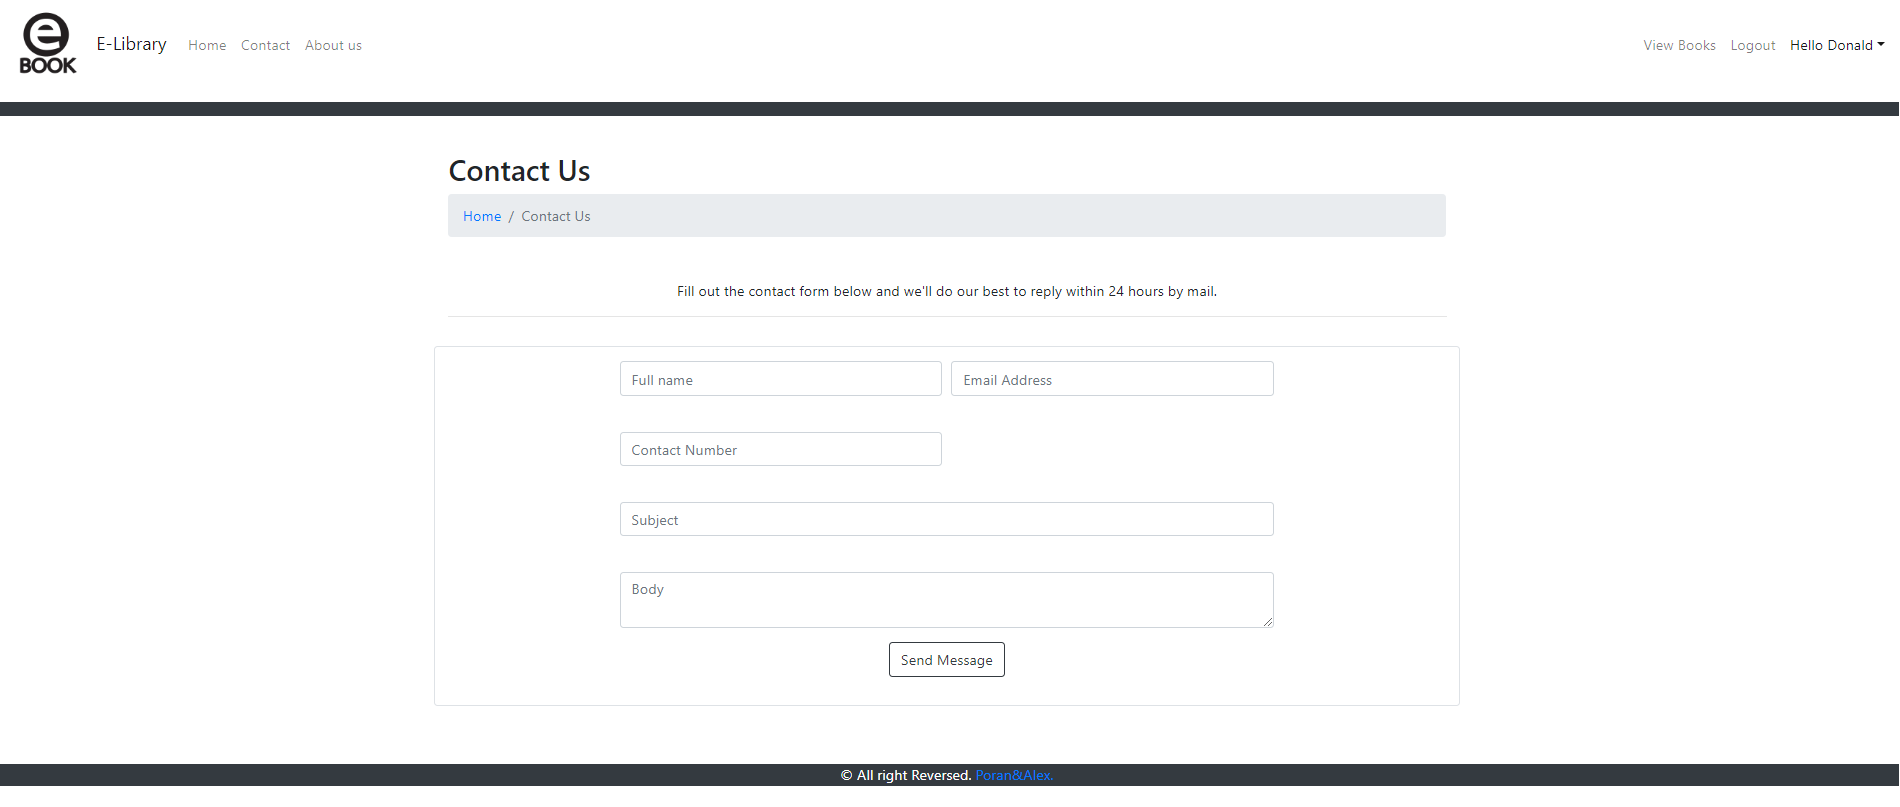 e
BOOK
E-Library Home Contact About us View Books Logout Hello Donald
Contact Us
Home / Contact Us
Fill out the contact form below and we'll do our best to reply within 24 hours by mail.
Full name Email Address
Contact Number
Subject
Body
Send Message
© All right Reversed. Poran&Alex.